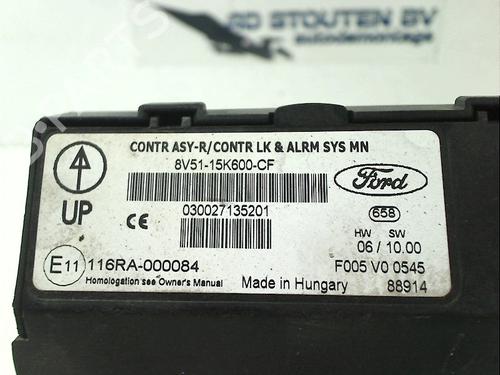 RD STOUTEN BV
autodemontage
CONTR ASY-R/CONTR LK & ALRM SYS MN
8V51-15K600-CF
Ford
UP
CE
030027135201
658
HW SW
06 / 10.00
E11 116RA-000084
F005 V0 0545
Homologation see Owner's Manual
Made in Hungary
88914